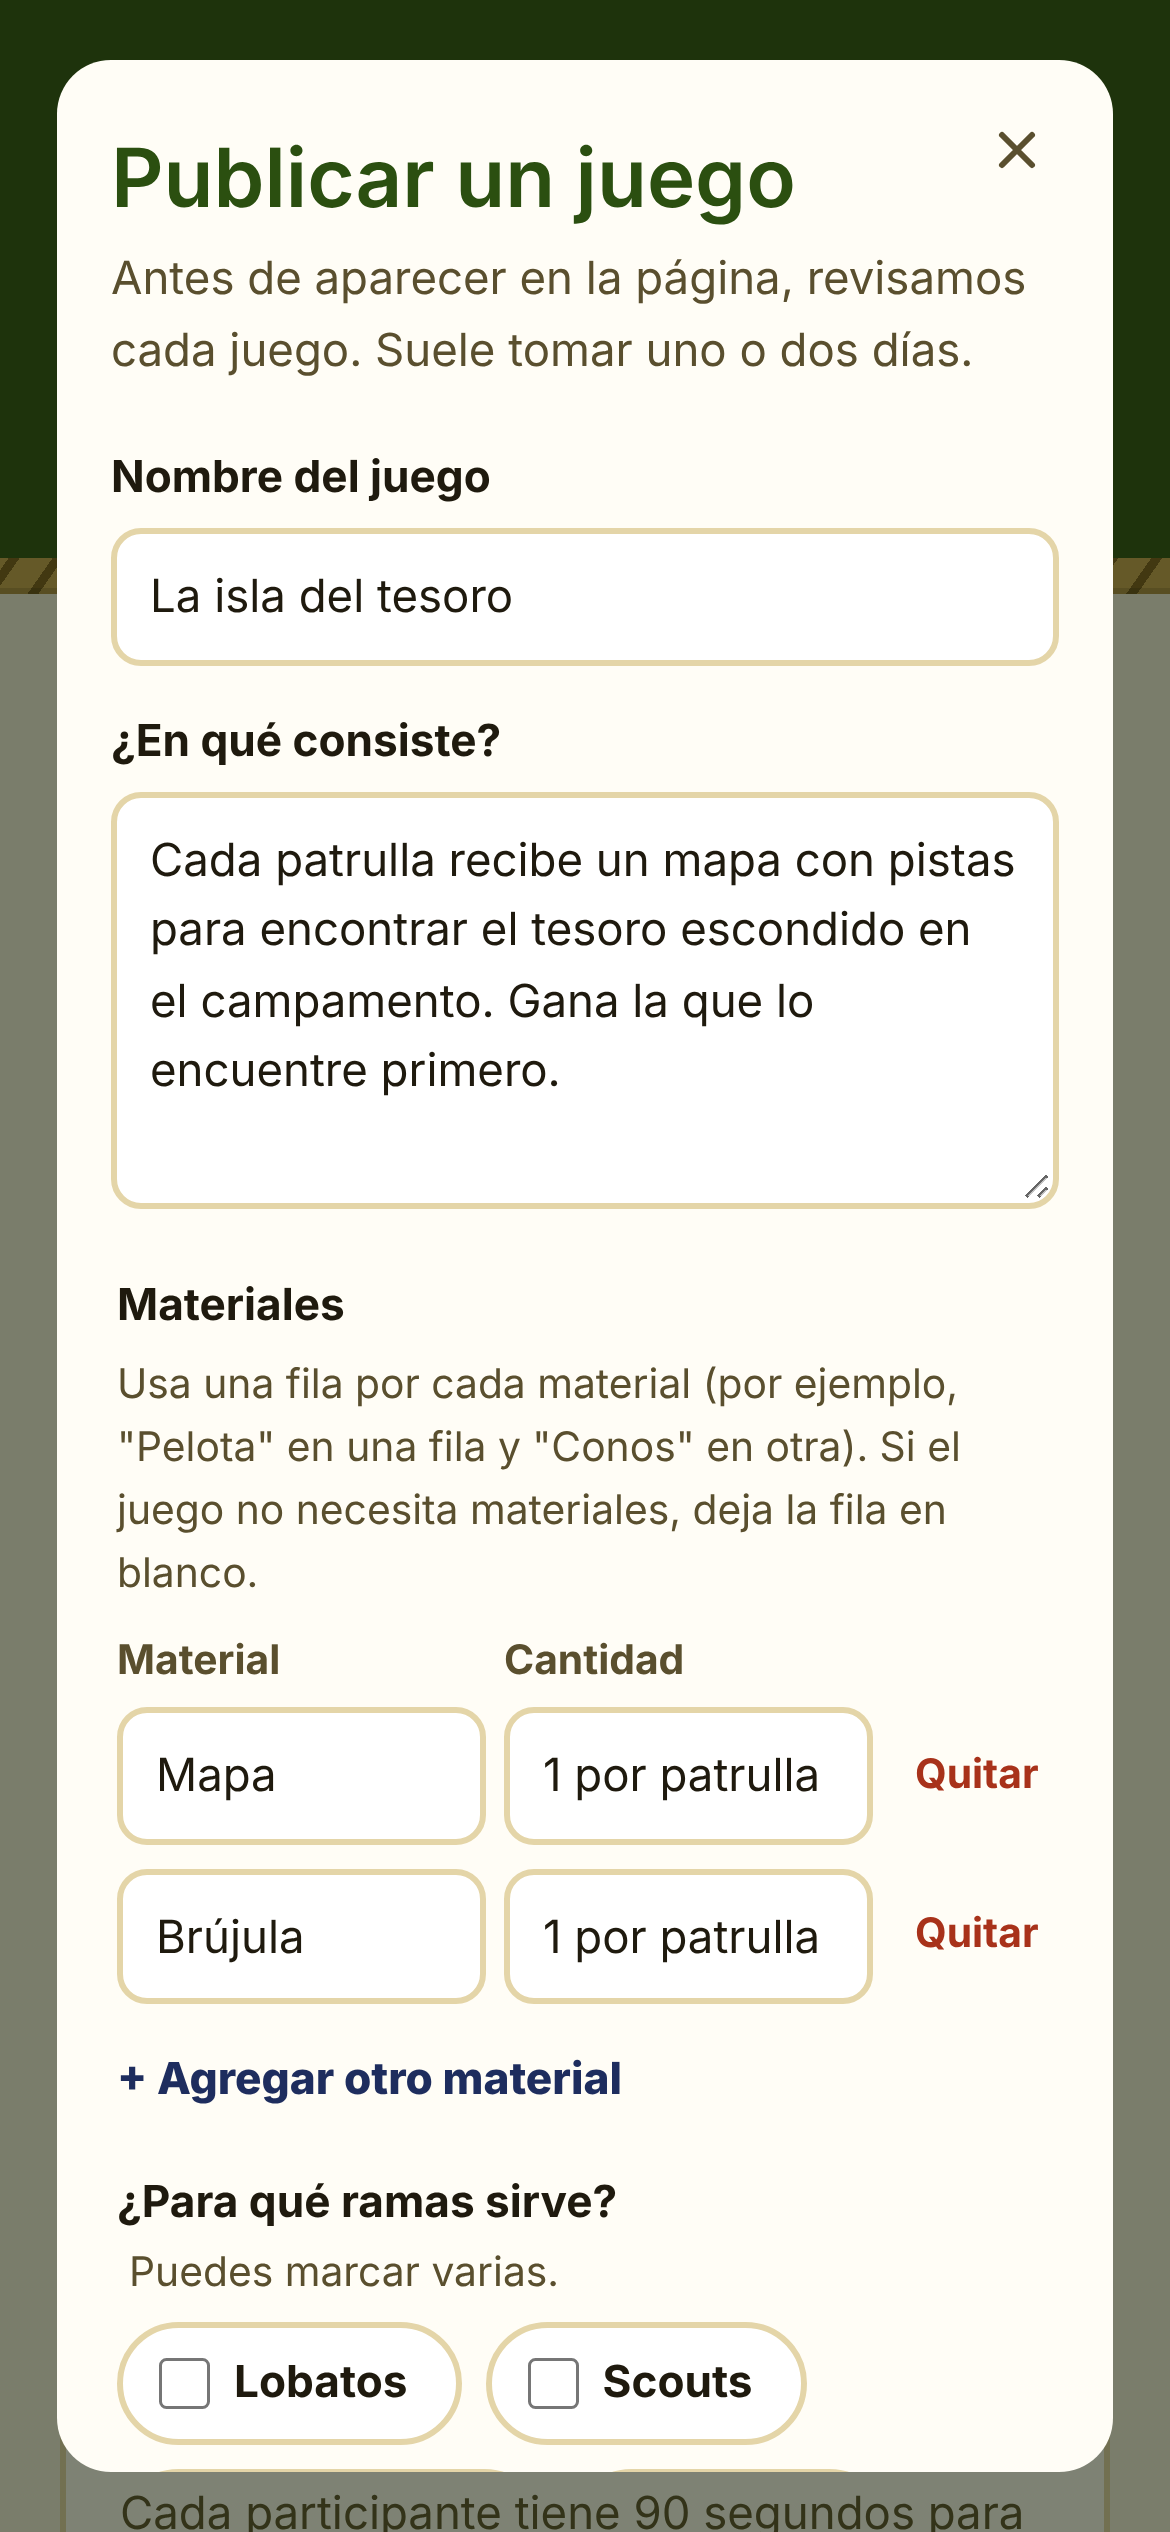 Publicar un juego
Antes de aparecer en la página, revisamos
cada juego. Suele tomar uno o dos días.
Nombre del juego
La isla del tesoro
¿En qué consiste?
Cada patrulla recibe un mapa con pistas
para encontrar el tesoro escondido en
el campamento. Gana la que lo
encuentre primero.
Materiales
Usa una fila por cada material (por ejemplo,
"Pelota" en una fila y "Conos" en otra). Si el
juego no necesita materiales, deja la fila en
blanco.
Material Cantidad
Mapa 1 por patrulla Quitar
Brújula 1 por patrulla Quitar
+ Agregar otro material
¿Para qué ramas sirve?
Puedes marcar varias.
Lobatos Scouts
Cada participante tiene 90 segundos para